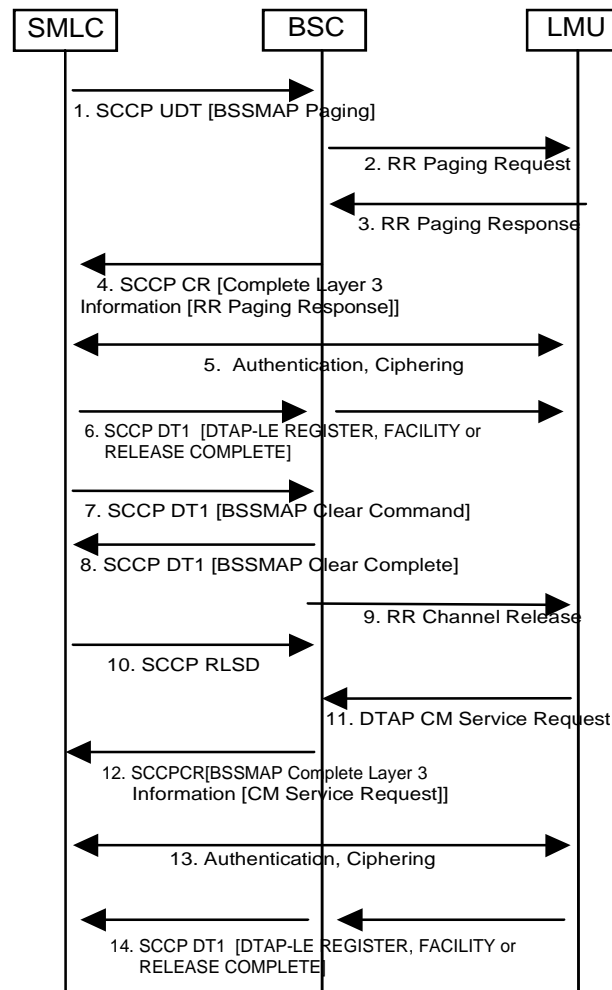 SMLC BSC LMU
1. SCCP UDT [BSSMAP Paging]
2. RR Paging Request
3. RR Paging Response
4. SCCP CR [Complete Layer 3
Information [RR Paging Response]]
5. Authentication, Ciphering
6. SCCP DT1 [DTAP-LE REGISTER, FACILITY or
RELEASE COMPLETE]
7. SCCP DT1 [BSSMAP Clear Command]
8. SCCP DT1 [BSSMAP Clear Complete]
9. RR Channel Release
10. SCCP RLSD
11. DTAP CM Service Request
12. SCCPCR[BSSMAP Complete Layer 3
Information [CM Service Request]]
13. Authentication, Ciphering
14. SCCP DT1 [DTAP-LE REGISTER, FACILITY or
RELEASE COMPLETE]